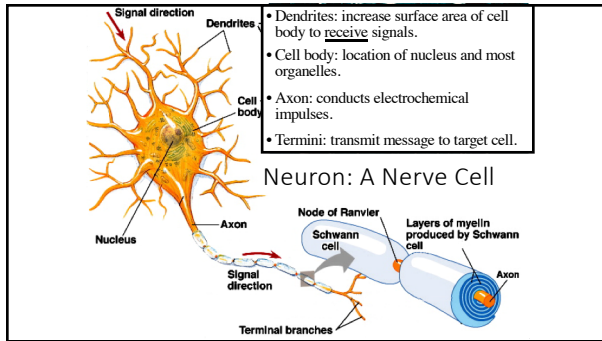 Signal direction
Dendrites
• Dendrites: increase surface area of cell
body to receive signals.
• Cell body: location of nucleus and most
organelles.
• Axon: conducts electrochemical
impulses.
• Termini: transmit message to target cell.
Cell
body
Neuron: A Nerve Cell
Axon
Nucleus
Signal
direction
Terminal branches
Node of Ranvier
Schwann
cell
Layers of myelin
produced by Schwann
cell
Axon